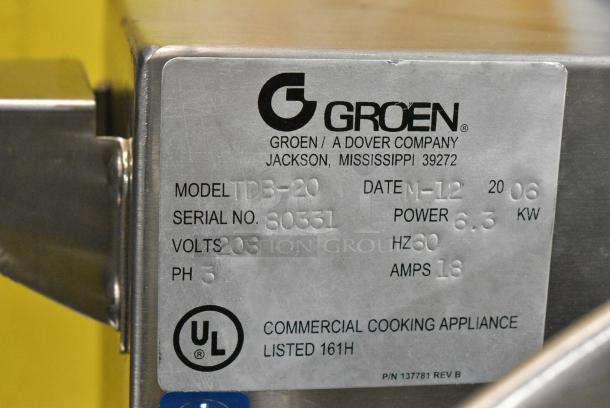 GROEN®
GROEN / A DOVER COMPANY
JACKSON, MISSISSIPPI 39272
MODEL TDB-20 DATE M-12 20 06
SERIAL NO. 80331 POWER 6.3 KW
VOLTS 208 HZ 60
PH 3 AMPS 18
UL®
COMMERCIAL COOKING APPLIANCE
LISTED 161H
P/N 137781 REV B